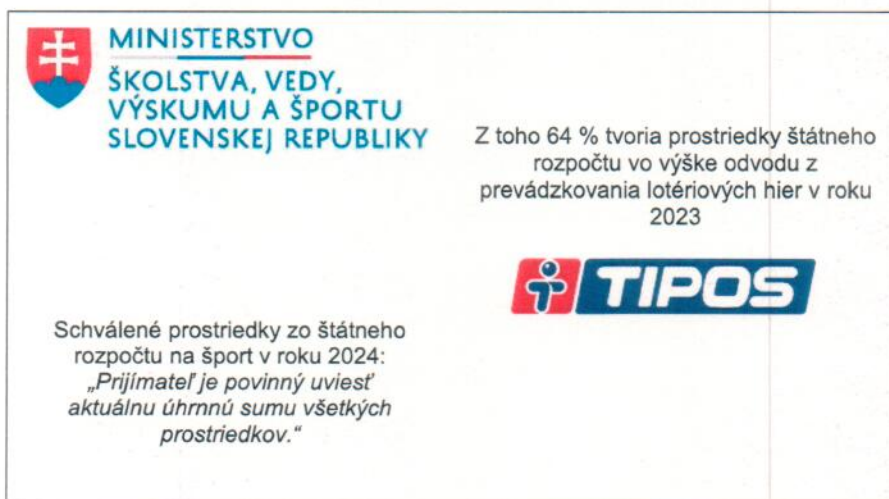 MINISTERSTVO
ŠKOLSTVA, VEDY,
VÝSKUMU A ŠPORTU
SLOVENSKEJ REPUBLIKY
Z toho 64 % tvoria prostriedky štátneho
rozpočtu vo výške odvodu z
prevádzkovania lotériových hier v roku
2023
TIPOS
Schválené prostriedky zo štátneho
rozpočtu na šport v roku 2024:
„Prijímateľ je povinný uviesť
aktuálnu úhrnnú sumu všetkých
prostriedkov.“